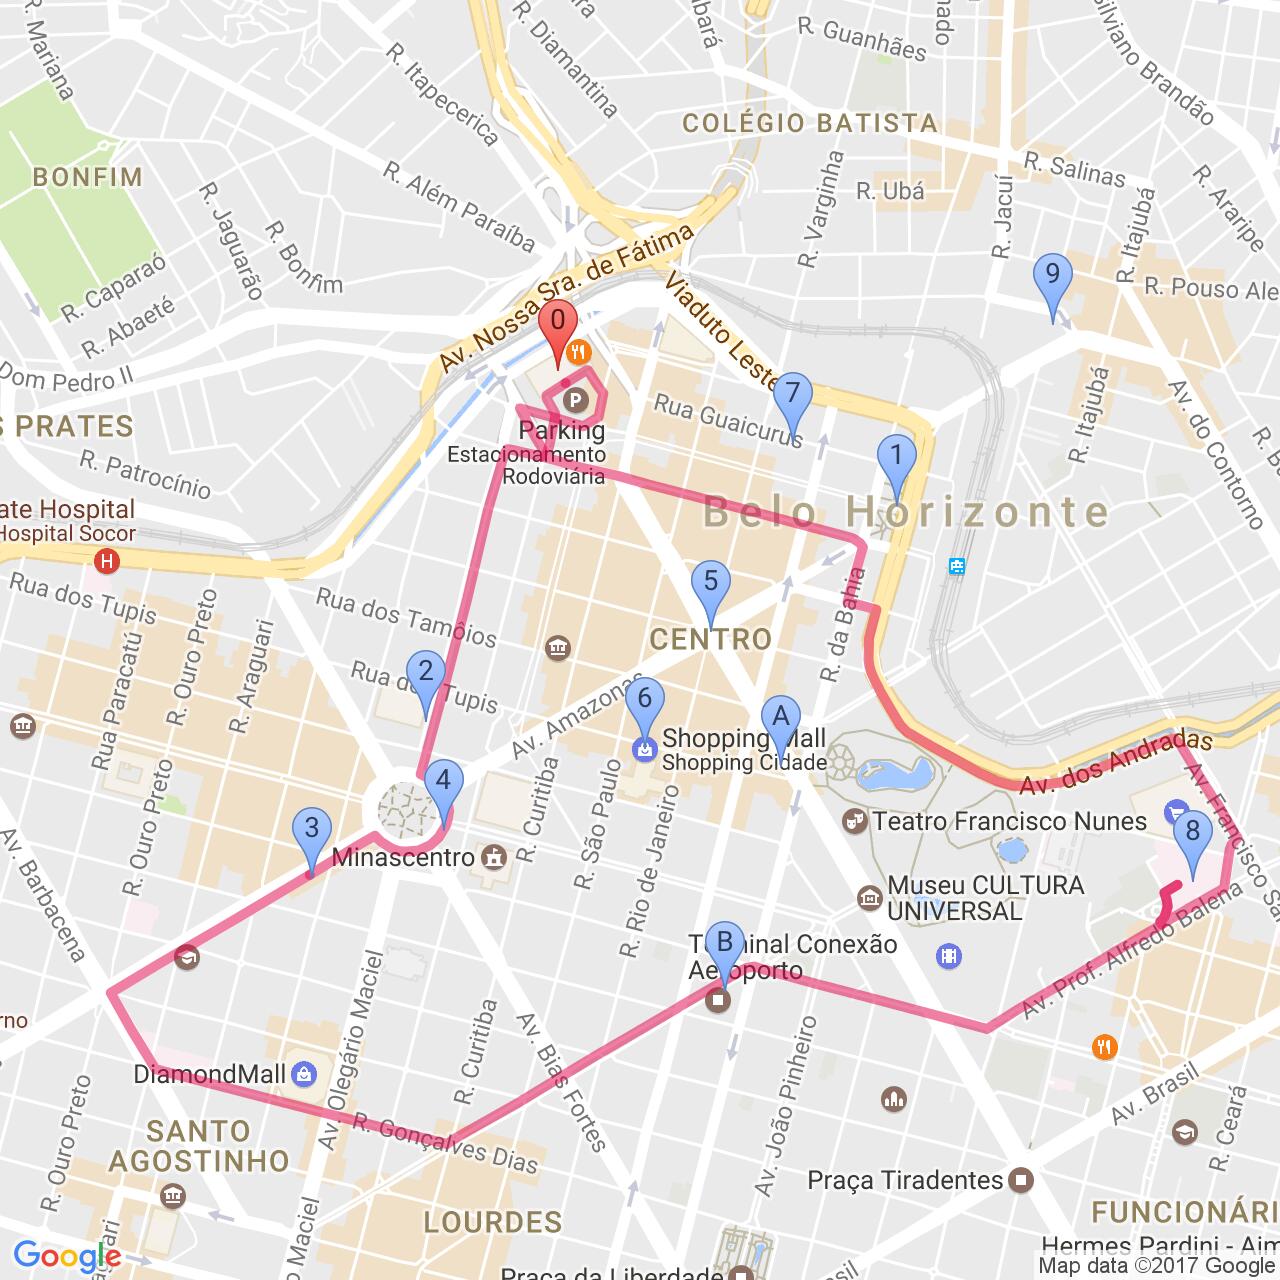 R. Mariana
R. Diamantina
R. Itapecerica
R. Guanhães
Silviano Brandão
COLÉGIO BATISTA
BONFIM
R. Além Paraíba
R. Jaguarão
R. Bonfim
R. Varginha
R. Ubá
R. Jacuí
R. Salinas
R. Itajubá
R. Araripe
R. Caparaó
R. Abaeté
Av. Nossa Sra. de Fátima
Viaduto Leste
9
R. Pouso Ale
Dom Pedro II
0
7
Rua Guaicurus
R. Itajubá
Av. do Contorno
S PRATES
P
Parking
Estacionamento
Rodoviária
R. Patrocínio
1
ate Hospital
Hospital Socor
H
Belo Horizonte
Rua dos Tupis
R. Ouro Preto
R. Araguari
Rua Paracatu
Rua dos Tamóios
5
CENTRO
R. da Bahia
2
Tupis
Av. Amazonas
6
A
Shopping Mall
Shopping Cidade
Av. dos Andradas
4
3
R. Curitiba
R. São Paulo
R. Rio de Janeiro
R. Ouro Preto
Minascentro
Teatro Francisco Nunes
8
Av. Barbacena
Museu CULTURA
UNIVERSAL
B
Conexão
Aeroporto
Av. Prof. Alfredo Balena
rno
Av. Olegário Maciel
R. Curitiba
Av. Bias Fortes
DiamondMall
R. Gonçalves Dias
Av. João Pinheiro
Av. Brasil
R. Ceará
SANTO
AGOSTINHO
R. Ouro Preto
Praça Tiradentes
LOURDES
FUNCIONÁRI
Maciel
Hermes Pardini - Aim
Google
Praça da Liberdade
Map data ©2017 Google